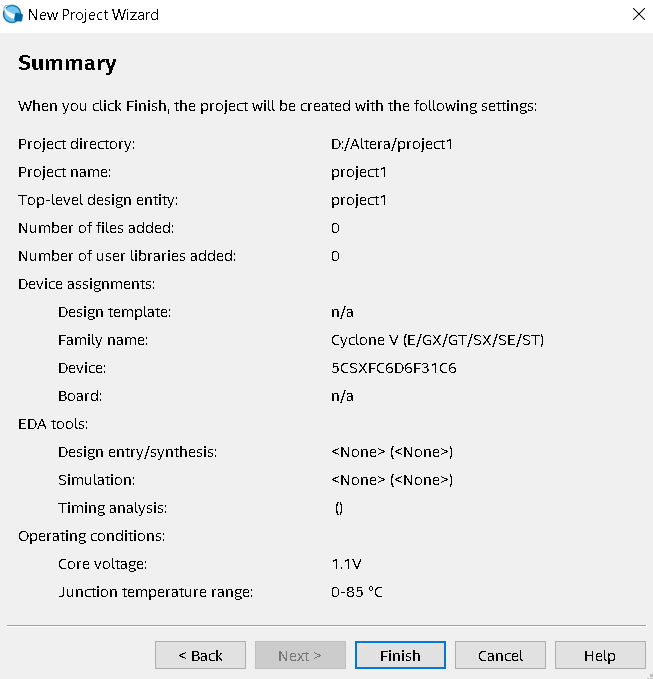 New Project Wizard
Summary
When you click Finish, the project will be created with the following settings:
Project directory: D:/Altera/project1
Project name: project1
Top-level design entity: project1
Number of files added: 0
Number of user libraries added: 0
Device assignments:
Design template: n/a
Family name: Cyclone V (E/GX/GT/SX/SE/ST)
Device: 5CSXFC6D6F31C6
Board: n/a
EDA tools:
Design entry/synthesis: <None> (<None>)
Simulation: <None> (<None>)
Timing analysis: ()
Operating conditions:
Core voltage: 1.1V
Junction temperature range: 0-85 °C
< Back Next > Finish Cancel Help